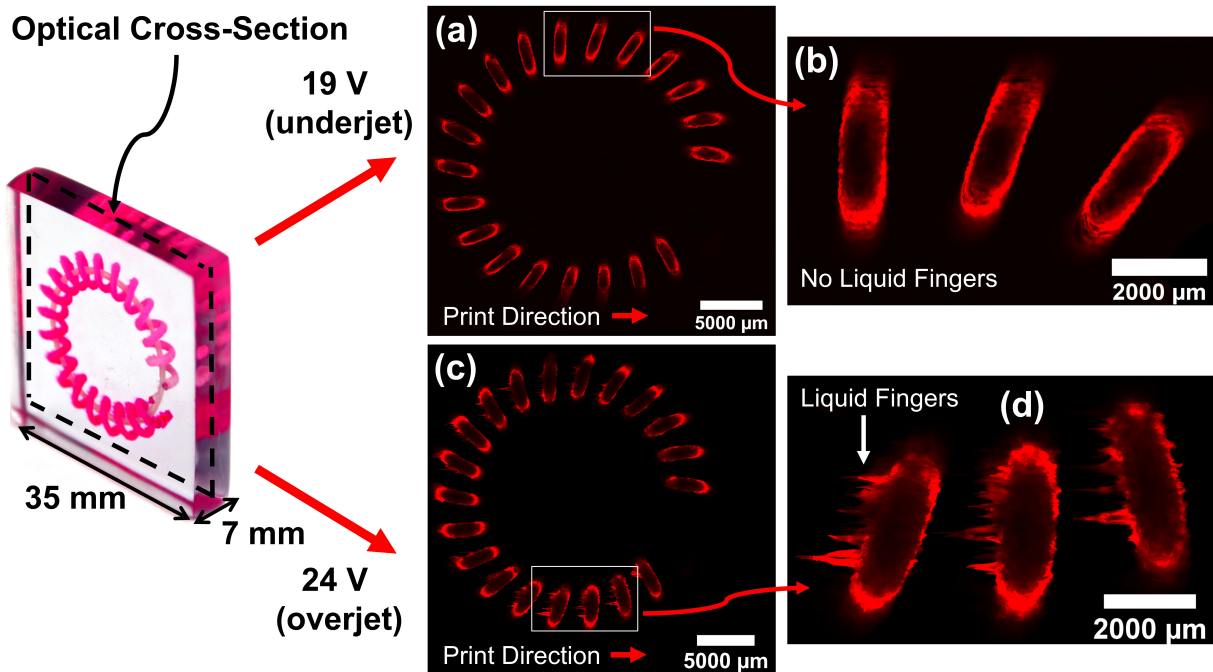 Optical Cross-Section
19 V
(underjet)
35 mm
7 mm
24 V
(overjet)
(a)
Print Direction
5000 µm
(b)
No Liquid Fingers
2000 µm
(c)
Print Direction
5000 µm
Liquid Fingers
(d)
2000 µm